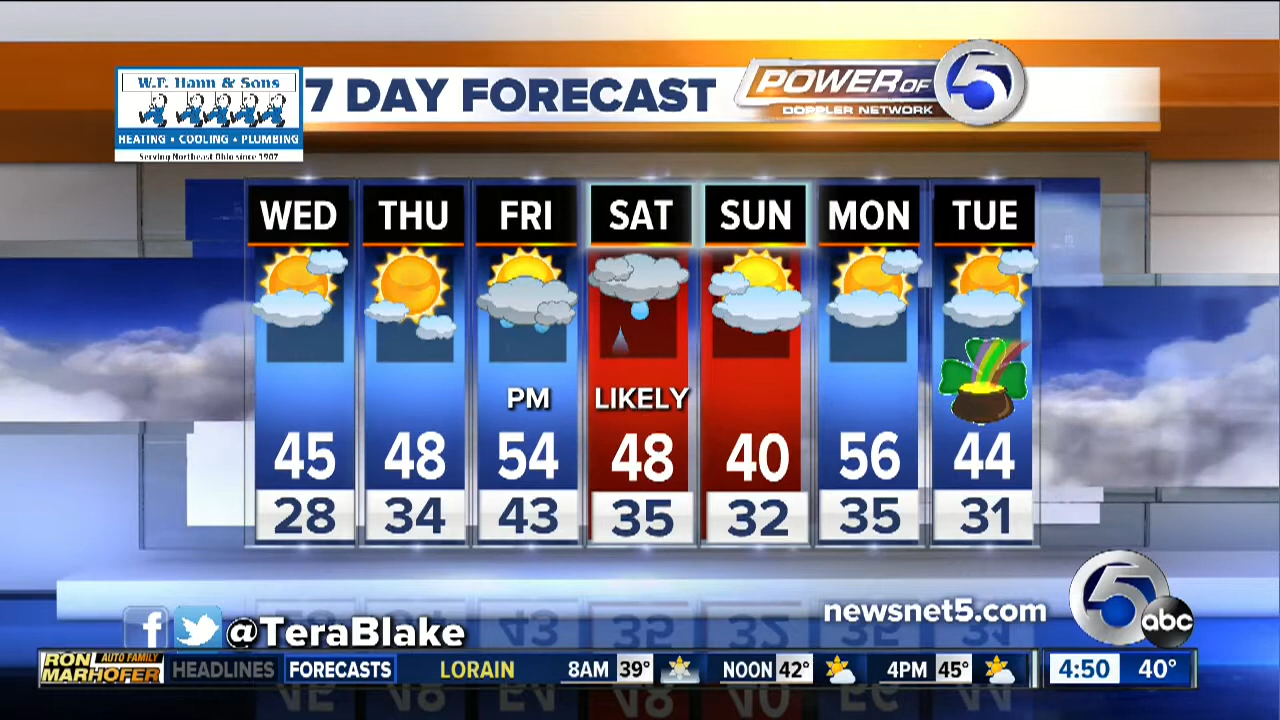 W.F. Hann & Sons
HEATING • COOLING • PLUMBING
Serving Northeast Ohio since 1907
7 DAY FORECAST
POWER OF 5
DOPPLER NETWORK
WED THU FRI SAT SUN MON TUE
PM LIKELY
45 48 54 48 40 56 44
28 34 43 35 32 35 31
newsnet5.com
5 abc
f @TeraBlake
RON MARHOFER AUTO FAMILY
HEADLINES FORECASTS LORAIN 8AM 39° NOON 42° 4PM 45° 4:50 40°